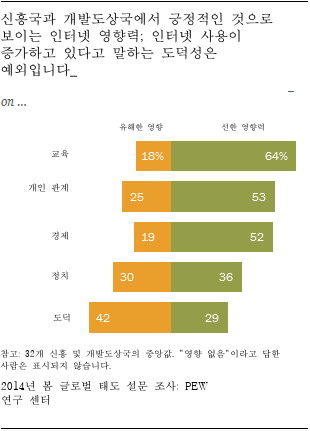 신흥국과 개발도상국에서 긍정적인 것으로
보이는 인터넷 영향력; 인터넷 사용이
증가하고 있다고 말하는 도덕성은
예외입니다_
_
on ...
유해한 영향 선한 영향력
교육 18% 64%
개인 관계 25 53
경제 19 52
정치 30 36
도덕 42 29
참고: 32개 신흥 및 개발도상국의 중앙값. "영향 없음"이라고 답한
사람은 표시되지 않습니다.
2014년 봄 글로벌 태도 설문 조사: PEW
연구 센터